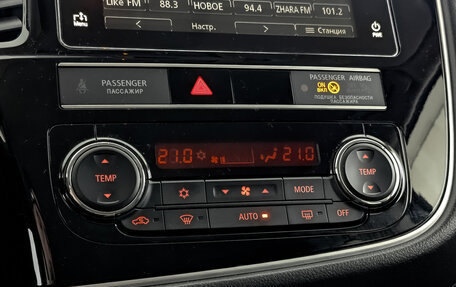 Like FM 88.3 НОВОЕ 94.4 ZHARA FM 101.2
Menu Настр. < > Станция PWR
PASSENGER
ПАССАЖИР
PASSENGER AIRBAG
ON
ВКЛ
ПОДУШКА БЕЗОПАСНОСТИ
ПАССАЖИРА
21.0 21.0
TEMP TEMP
MODE
AUTO OFF